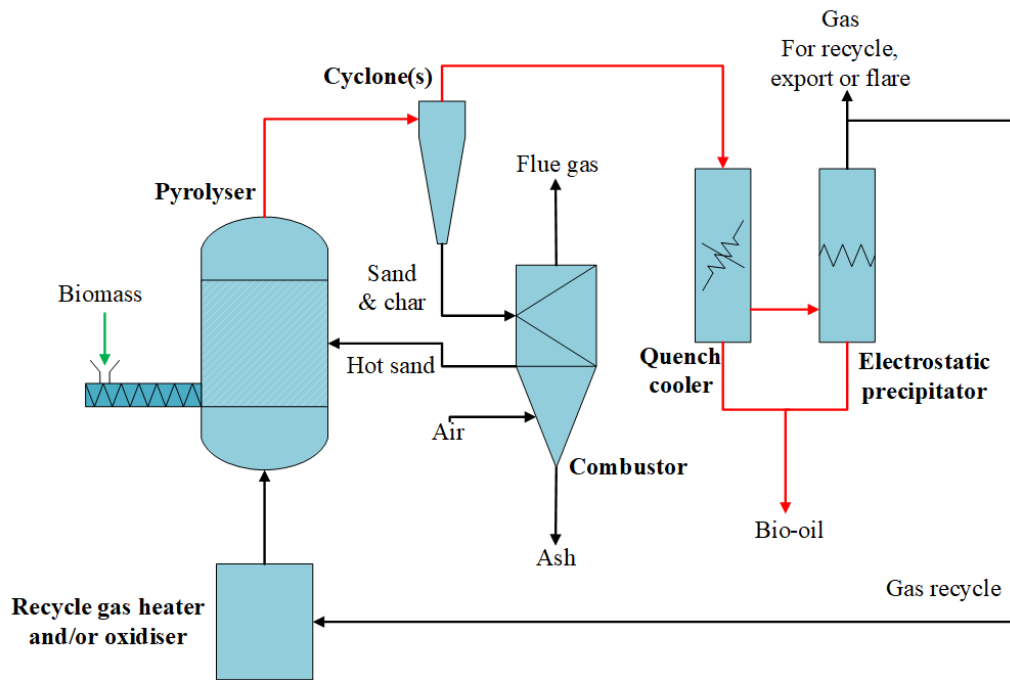 Gas
For recycle,
export or flare
Cyclone(s)
Flue gas
Pyrolyser
Biomass
Sand
& char
Hot sand
Quench
cooler
Electrostatic
precipitator
Air
Combustor
Bio-oil
Ash
Recycle gas heater
and/or oxidiser
Gas recycle